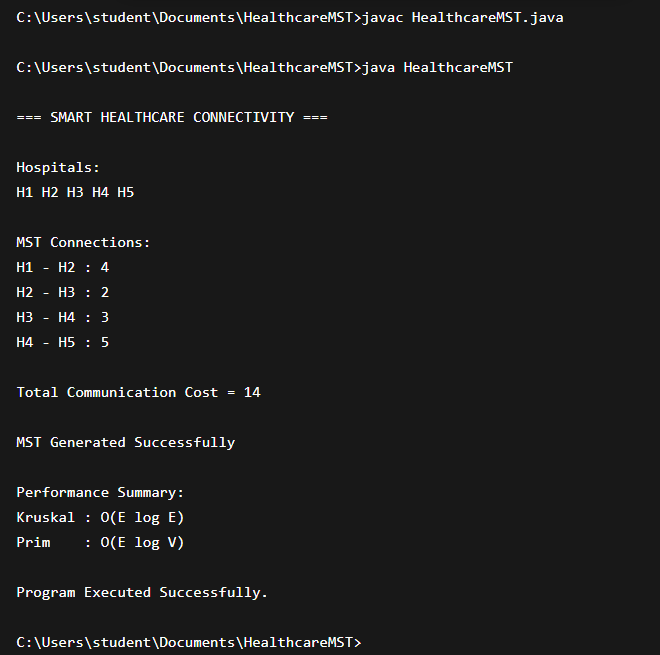 C:\Users\student\Documents\HealthcareMST>javac HealthcareMST.java
C:\Users\student\Documents\HealthcareMST>java HealthcareMST
=== SMART HEALTHCARE CONNECTIVITY ===
Hospitals:
H1 H2 H3 H4 H5
MST Connections:
H1 - H2 : 4
H2 - H3 : 2
H3 - H4 : 3
H4 - H5 : 5
Total Communication Cost = 14
MST Generated Successfully
Performance Summary:
Kruskal : O(E log E)
Prim    : O(E log V)
Program Executed Successfully.
C:\Users\student\Documents\HealthcareMST>